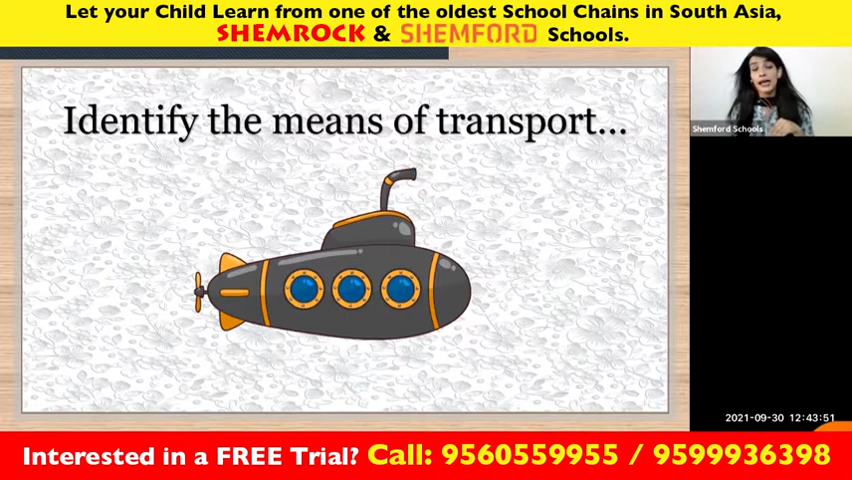 Let your Child Learn from one of the oldest School Chains in South Asia,
SHEMROCK & SHEMFORD Schools.
Identify the means of transport...
Shemford Schools
2021-09-30 12:43:51
Interested in a FREE Trial? Call: 9560559955 / 9599936398